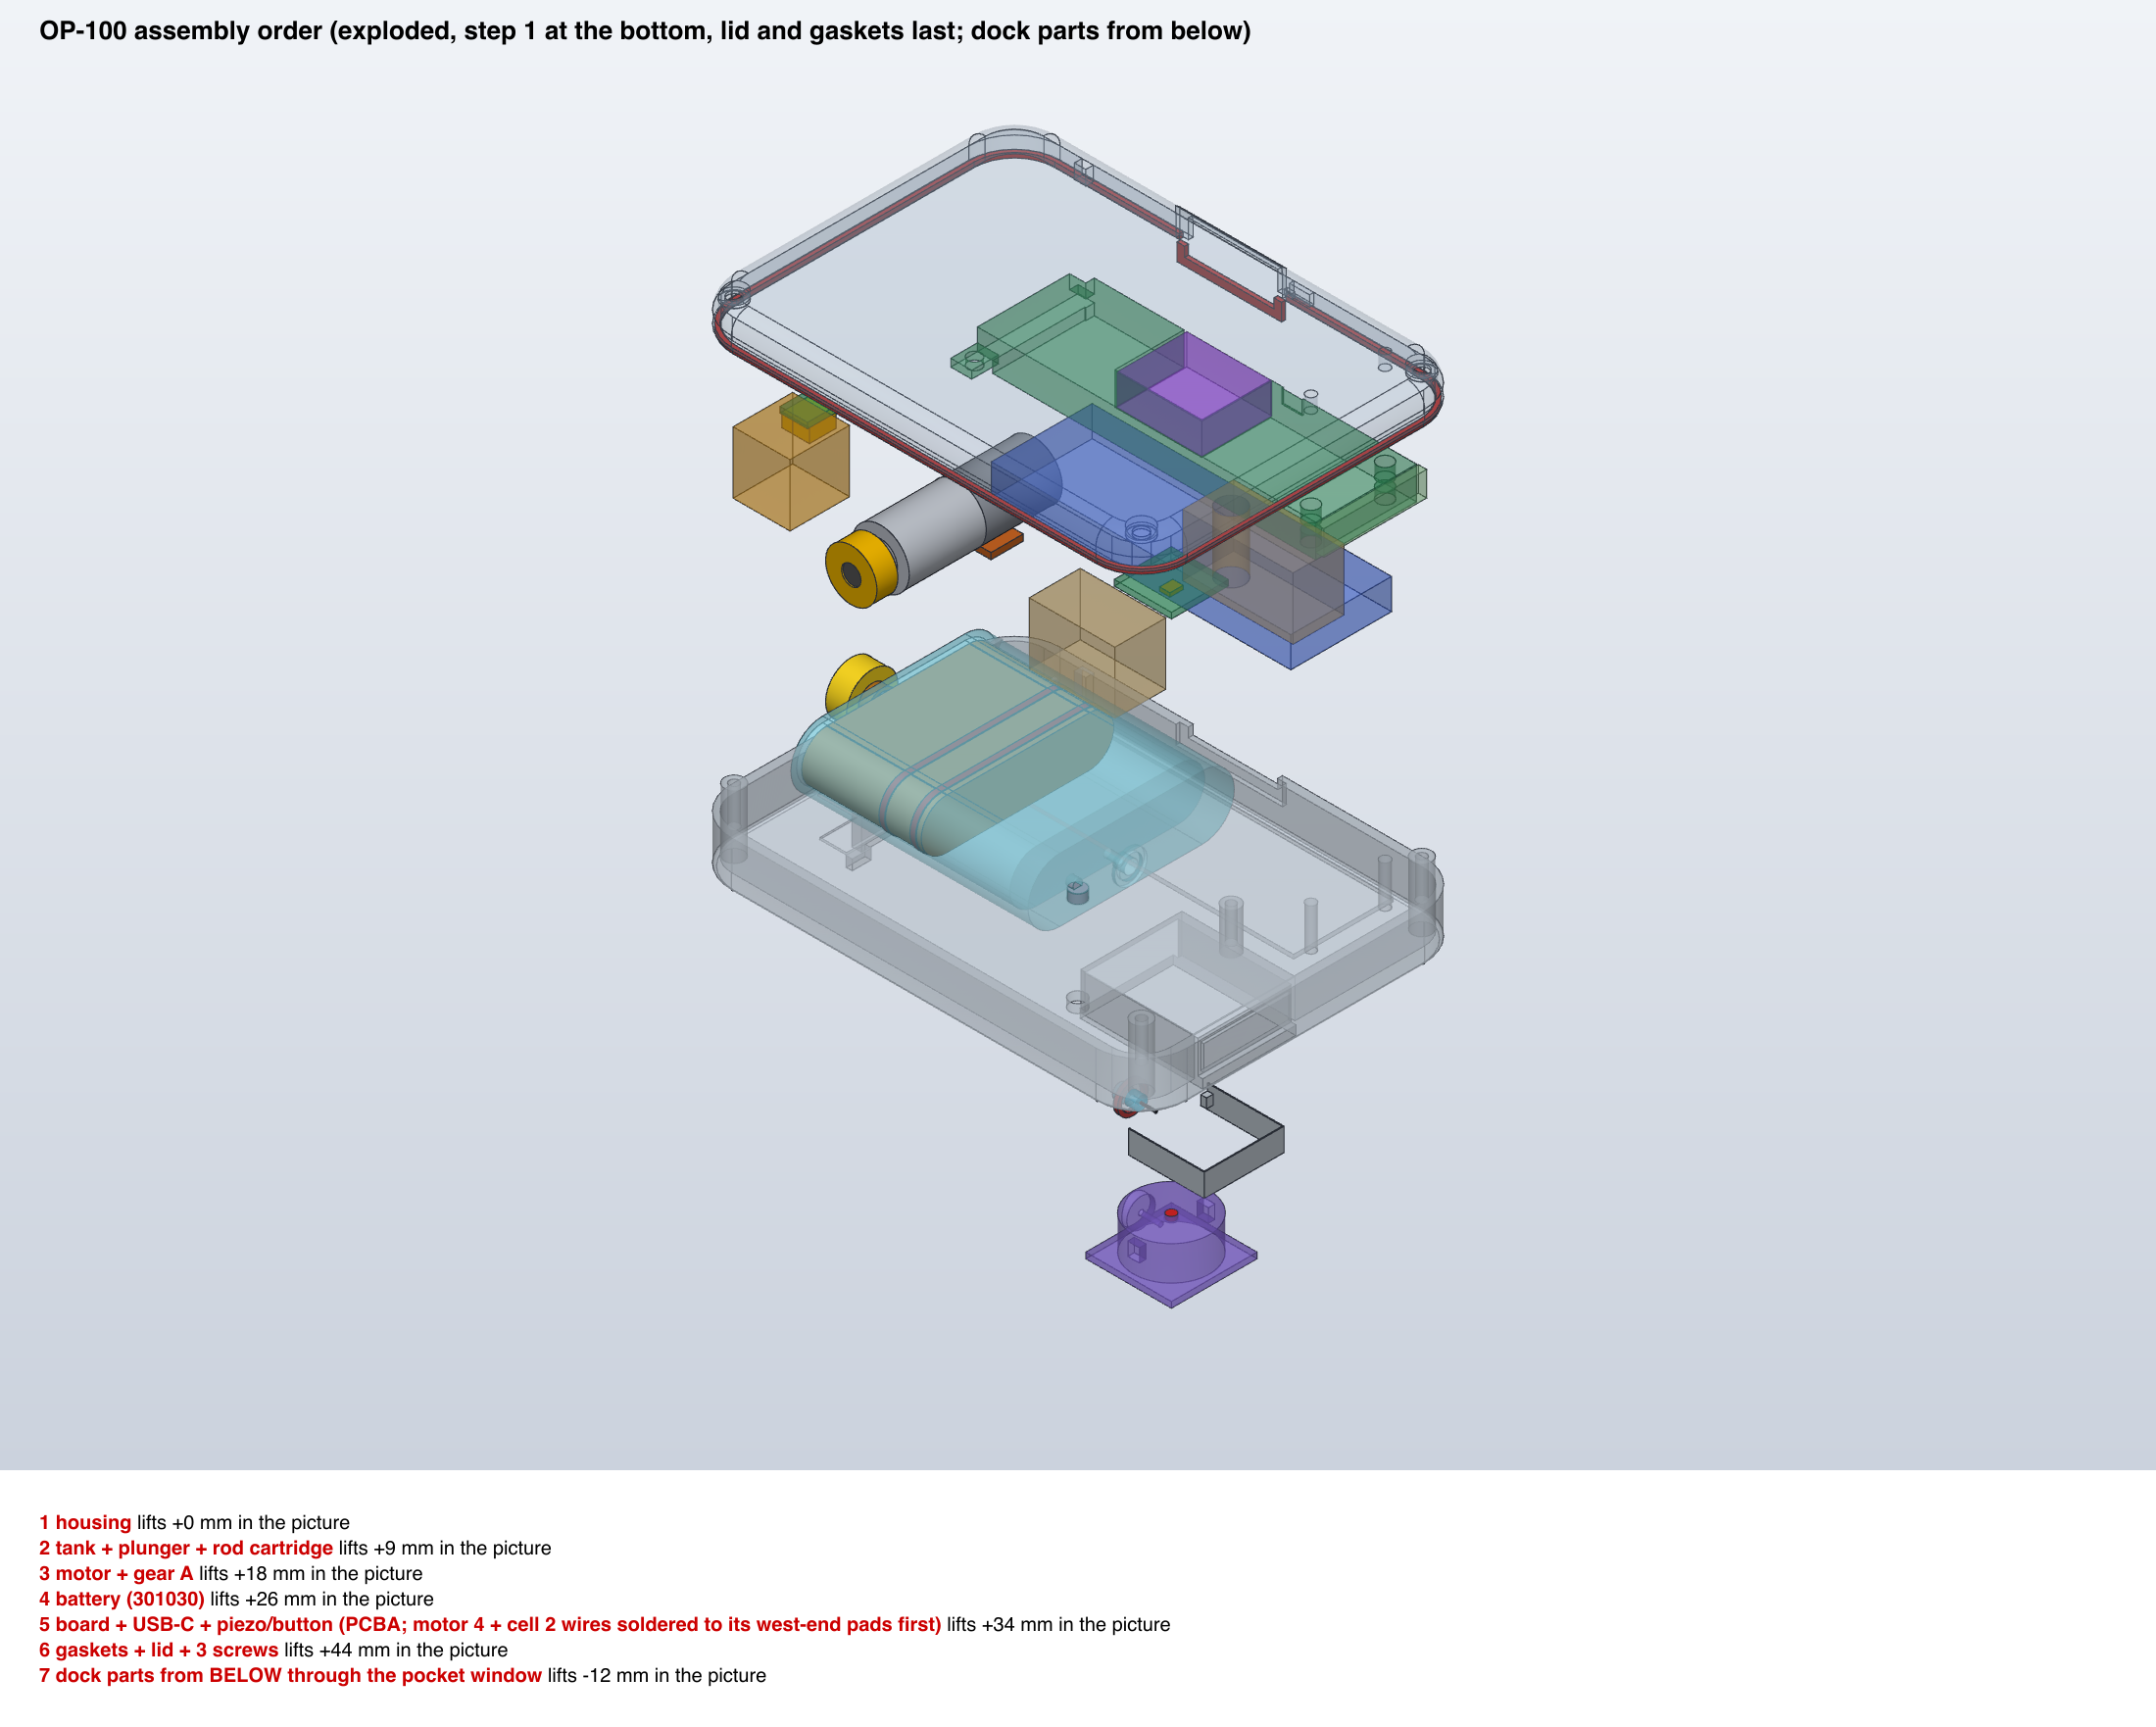 OP-100 assembly order (exploded, step 1 at the bottom, lid and gaskets last; dock parts from below)
1 housing lifts +0 mm in the picture
2 tank + plunger + rod cartridge lifts +9 mm in the picture
3 motor + gear A lifts +18 mm in the picture
4 battery (301030) lifts +26 mm in the picture
5 board + USB-C + piezo/button (PCBA; motor 4 + cell 2 wires soldered to its west-end pads first) lifts +34 mm in the picture
6 gaskets + lid + 3 screws lifts +44 mm in the picture
7 dock parts from BELOW through the pocket window lifts -12 mm in the picture